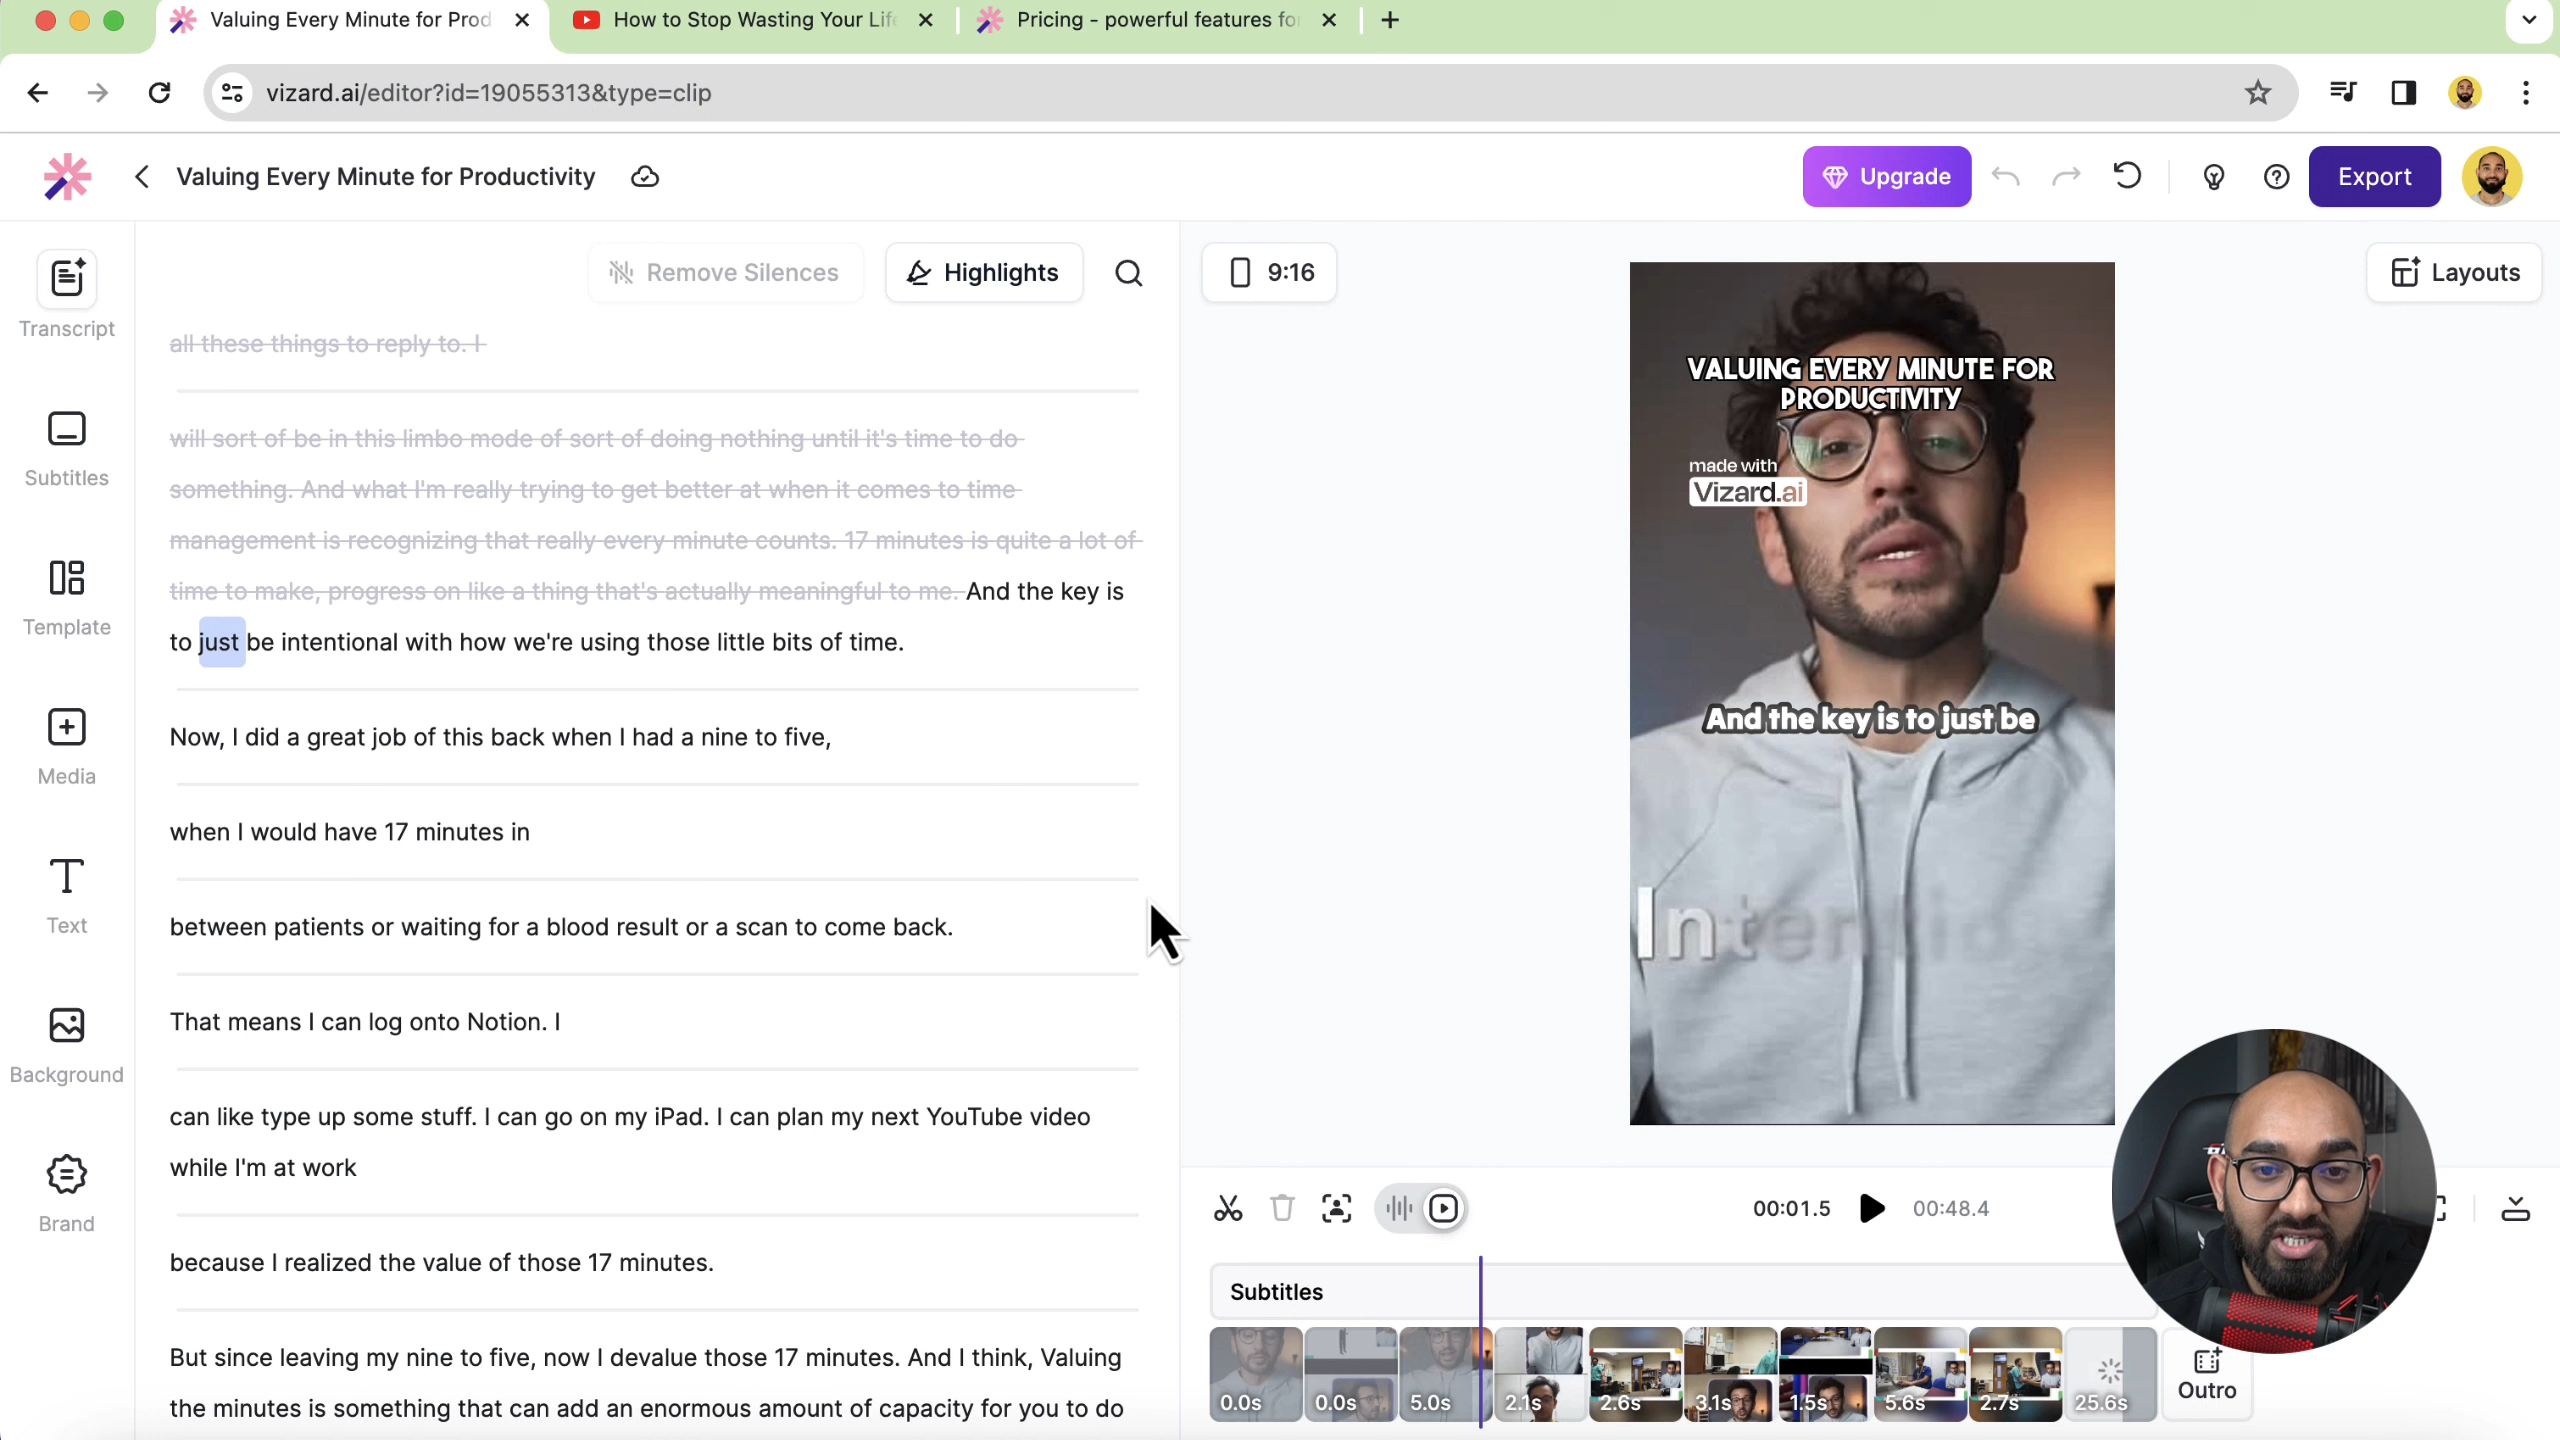 Valuing Every Minute for Prod
How to Stop Wasting Your Life
Pricing - powerful features for
vizard.ai/editor?id=19055313&type=clip
Valuing Every Minute for Productivity
Upgrade
Export
Transcript
Subtitles
Template
Media
Text
Background
Brand
Remove Silences
Highlights
all these things to reply to. I
will sort of be in this limbo mode of sort of doing nothing until it's time to do
something. And what I'm really trying to get better at when it comes to time
management is recognizing that really every minute counts. 17 minutes is quite a lot of
time to make, progress on like a thing that's actually meaningful to me. And the key is
to just be intentional with how we're using those little bits of time.
Now, I did a great job of this back when I had a nine to five,
when I would have 17 minutes in
between patients or waiting for a blood result or a scan to come back.
That means I can log onto Notion. I
can like type up some stuff. I can go on my iPad. I can plan my next YouTube video
while I'm at work
because I realized the value of those 17 minutes.
But since leaving my nine to five, now I devalue those 17 minutes. And I think, Valuing
the minutes is something that can add an enormous amount of capacity for you to do
9:16
Layouts
VALUING EVERY MINUTE FOR
PRODUCTIVITY
made with
Vizard.ai
And the key is to just be
Inten
00:01.5
00:48.4
Subtitles
0.0s
0.0s
5.0s
2.1s
2.6s
3.1s
1.5s
5.6s
2.7s
25.6s
Outro